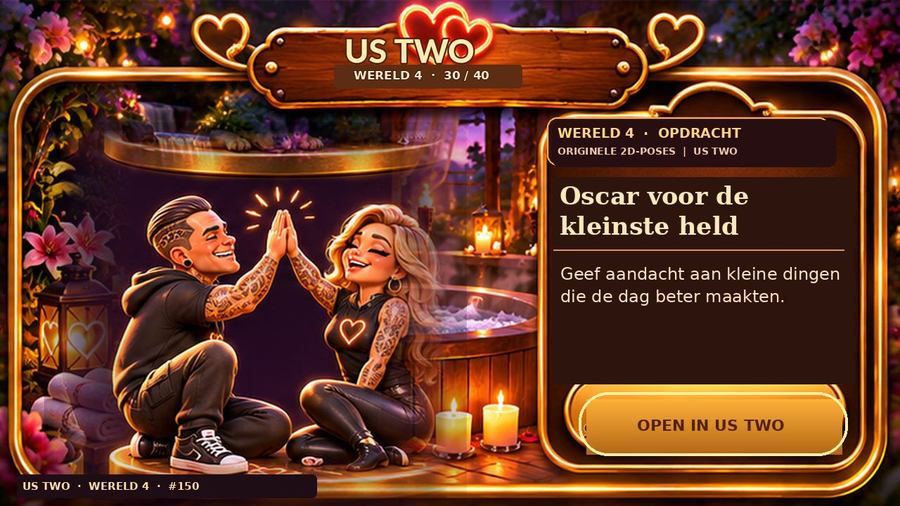 US TWO
WERELD 4 · 30 / 40
WERELD 4 · OPDRACHT
ORIGINELE 2D-POSES | US TWO
Oscar voor de
kleinste held
Geef aandacht aan kleine dingen
die de dag beter maakten.
OPEN IN US TWO
US TWO · WERELD 4 · #150